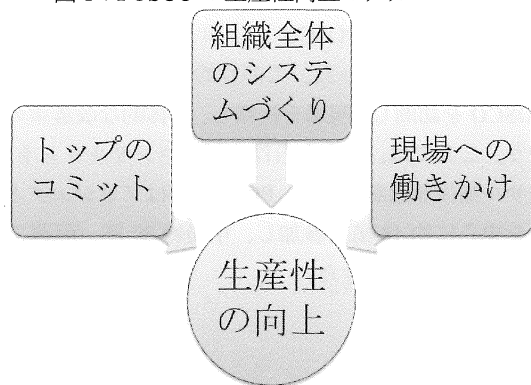 組織全体
のシステ
ムづくり
トップの
コミット
現場への
働きかけ
生産性
の向上